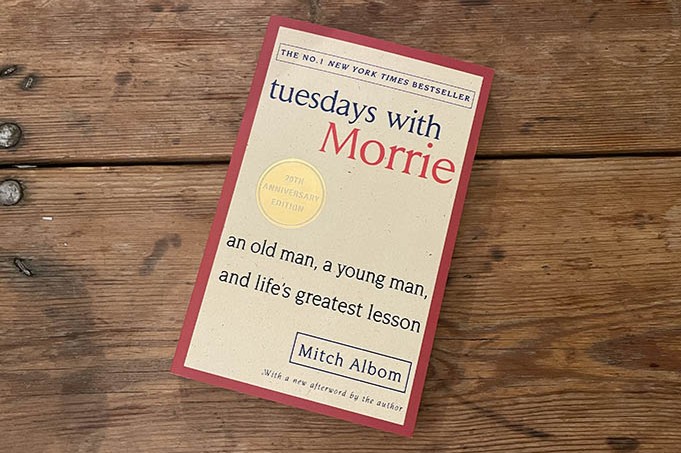 THE NO.1 NEW YORK TIMES BESTSELLER
tuesdays with
Morrie
20TH
ANNIVERSARY
EDITION
an old man, a young man,
and life's greatest lesson
Mitch Albom
With a new afterword by the author